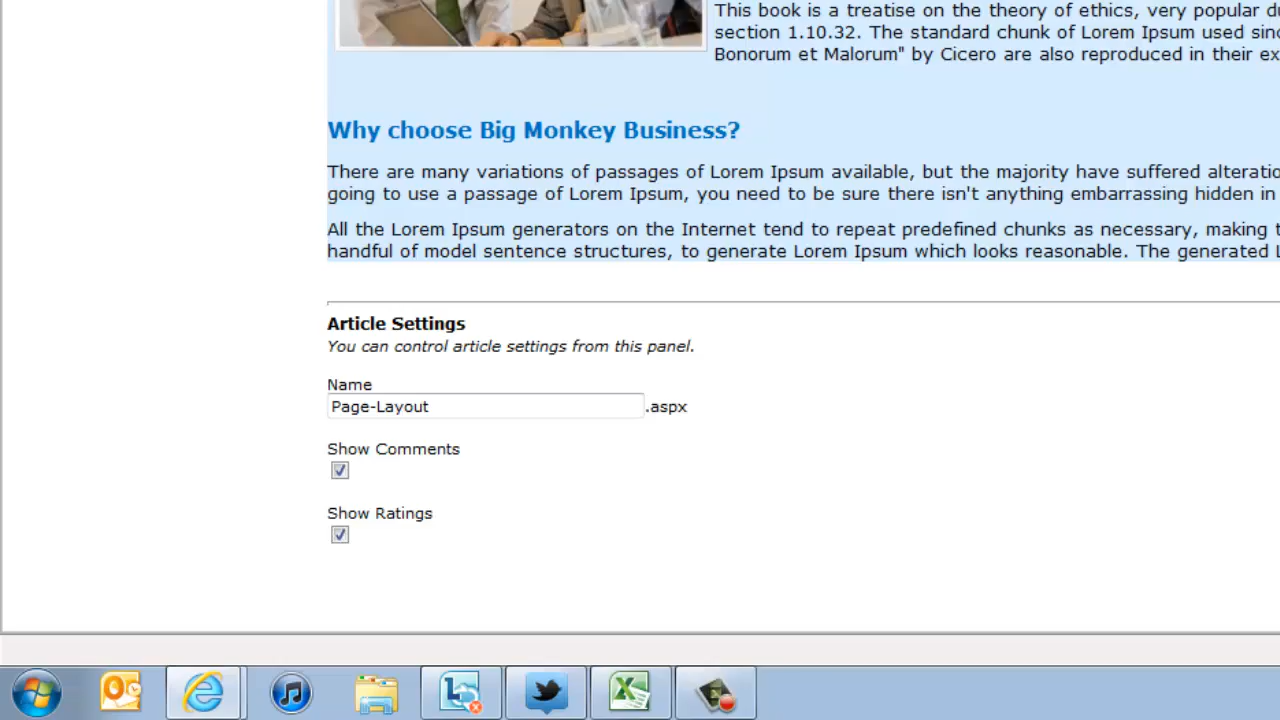 This book is a treatise on the theory of ethics, very popular
section 1.10.32. The standard chunk of Lorem Ipsum used
Bonorum et Malorum" by Cicero are also reproduced in their
Why choose Big Monkey Business?
There are many variations of passages of Lorem Ipsum available, but the majority have suffered
going to use a passage of Lorem Ipsum, you need to be sure there isn't anything embarrassing hidden in
All the Lorem Ipsum generators on the Internet tend to repeat predefined chunks as necessary, making
handful of model sentence structures, to generate Lorem Ipsum which looks reasonable. The generated
Article Settings
You can control article settings from this panel.
Name
Page-Layout .aspx
Show Comments
Show Ratings